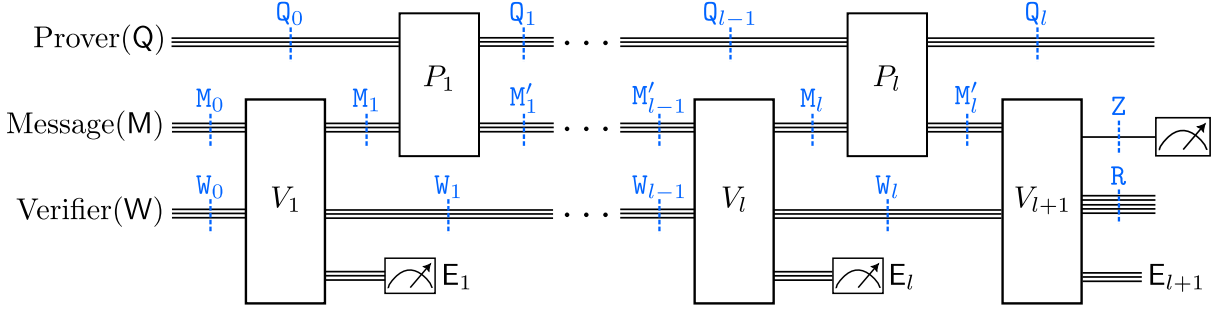 Q₀ Q₁ Qₗ₋₁ Qₗ
Prover(Q) P₁ · · · Pₗ
M₀ M₁ M′₁ M′ₗ₋₁ Mₗ M′ₗ Z
Message(M) · · ·
W₀ W₁ Wₗ₋₁ Wₗ R
Verifier(W) V₁ · · · Vₗ Vₗ₊₁
E₁ Eₗ Eₗ₊₁